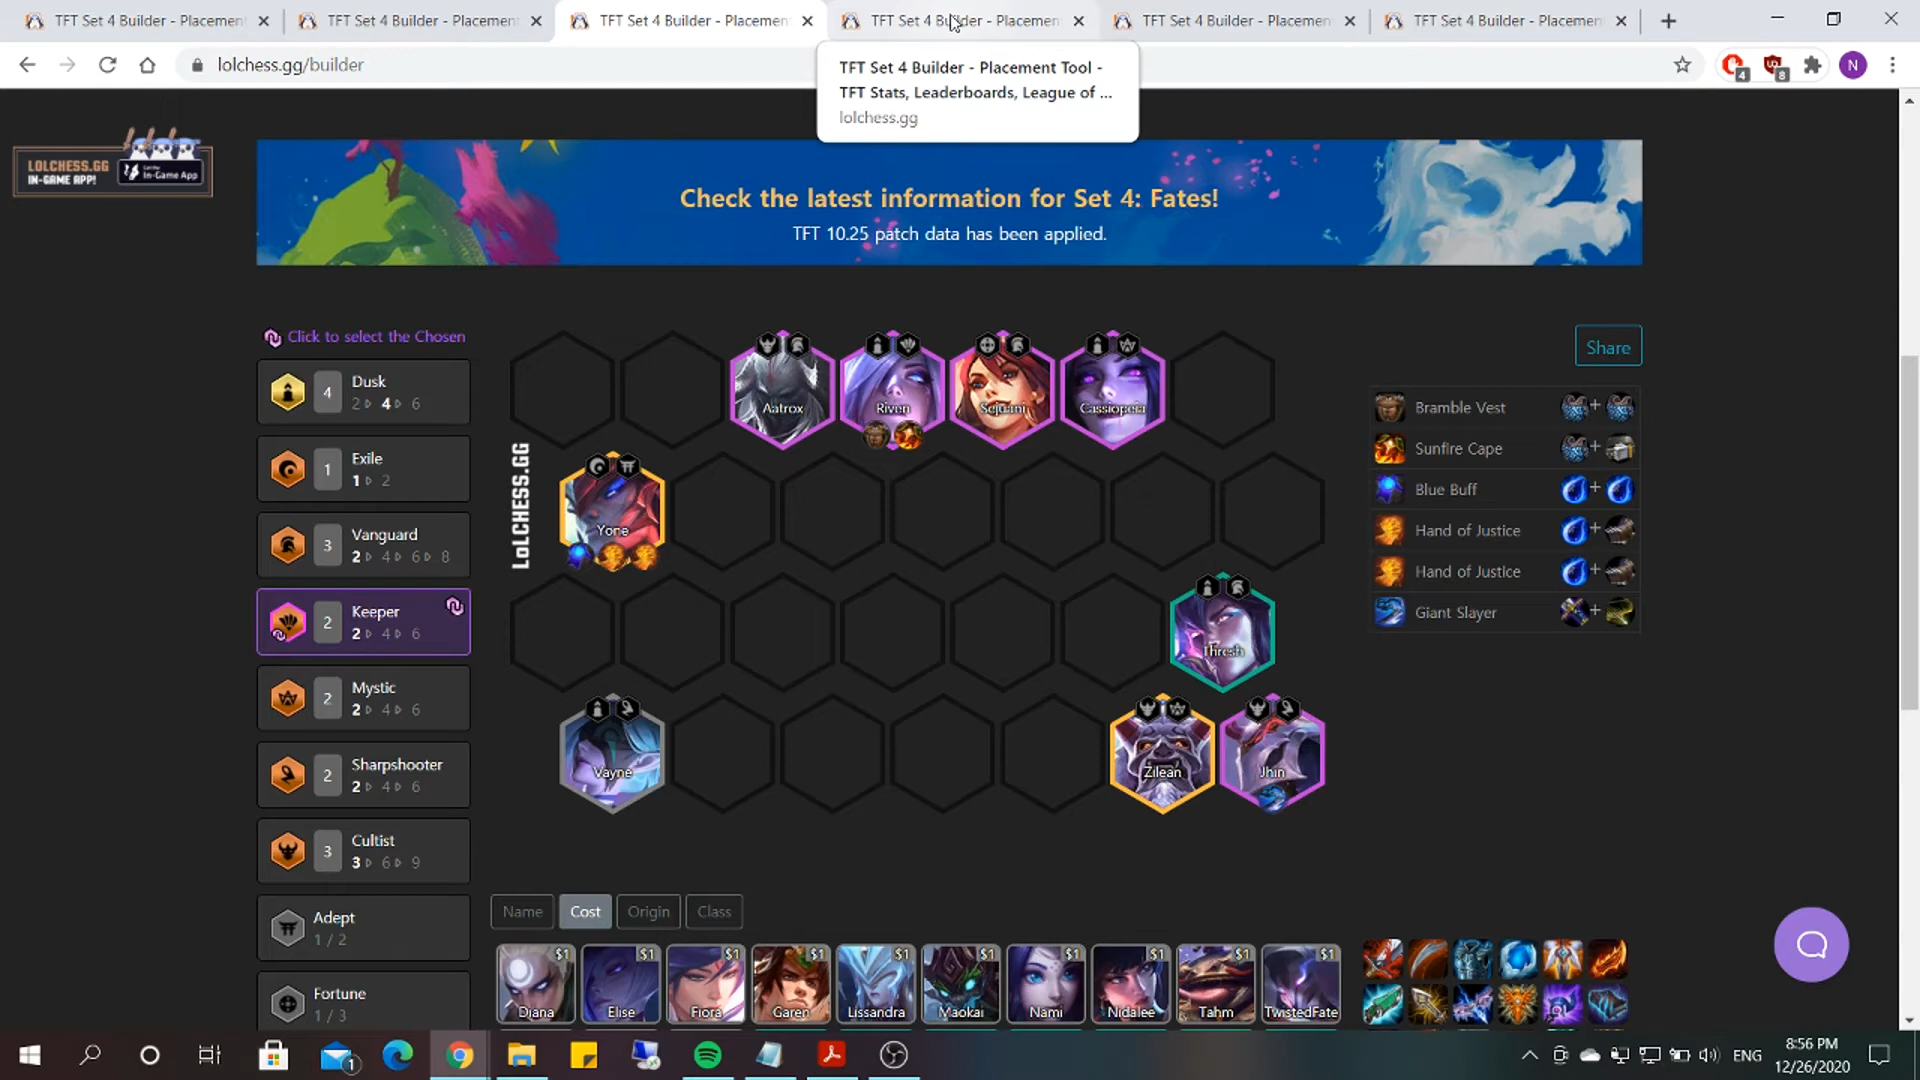 TFT Set 4 Builder - Placement
TFT Set 4 Builder - Placement
TFT Set 4 Builder - Placemen
TFT Set 4 Builder - Placemen
TFT Set 4 Builder - Placemen
TFT Set 4 Builder - Placemen
lolchess.gg/builder
4
8
N
TFT Set 4 Builder - Placement Tool -
TFT Stats, Leaderboards, League of ...
lolchess.gg
LOLCHESS.GG
IN-GAME APP!
In-Game App
Check the latest information for Set 4: Fates!
TFT 10.25 patch data has been applied.
Click to select the Chosen
Share
4
Dusk
2 4 6
1
Exile
1 2
3
Vanguard
2 4 6 8
2
Keeper
2 4 6
2
Mystic
2 4 6
2
Sharpshooter
2 4 6
3
Cultist
3 6 9
Adept
1 / 2
Fortune
1 / 3
LoLCHESS.GG
Aatrox
Riven
Sejuani
Cassiopeia
Yone
Thresh
Vayne
Zilean
Jhin
Bramble Vest +
Sunfire Cape +
Blue Buff +
Hand of Justice +
Hand of Justice +
Giant Slayer +
Name
Cost
Origin
Class
$1
$1
$1
$1
$1
$1
$1
$1
$1
$1
Diana
Elise
Fiora
Garen
Lissandra
Maokai
Nami
Nidalee
Tahm
TwistedFate
1
ENG
8:56 PM
12/26/2020